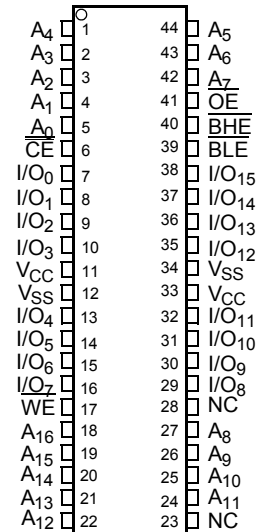 A4 1 44 A5
A3 2 43 A6
A2 3 42 A7
A1 4 41 OE
A0 5 40 BHE
CE 6 39 BLE
I/O0 7 38 I/O15
I/O1 8 37 I/O14
I/O2 9 36 I/O13
I/O3 10 35 I/O12
VCC 11 34 VSS
VSS 12 33 VCC
I/O4 13 32 I/O11
I/O5 14 31 I/O10
I/O6 15 30 I/O9
I/O7 16 29 I/O8
WE 17 28 NC
A16 18 27 A8
A15 19 26 A9
A14 20 25 A10
A13 21 24 A11
A12 22 23 NC